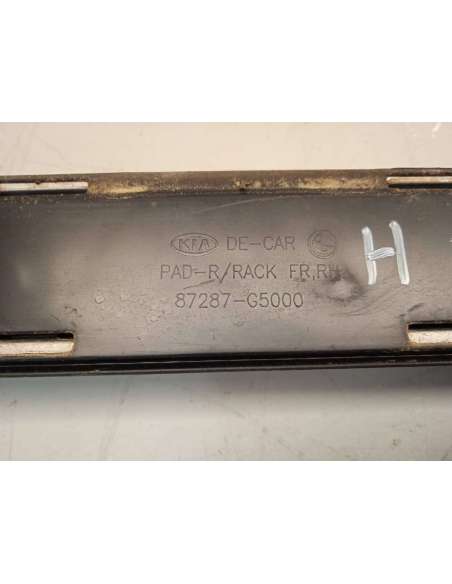 KIA DE-CAR
PAD-R/RACK FR,RH
87287-G5000
H